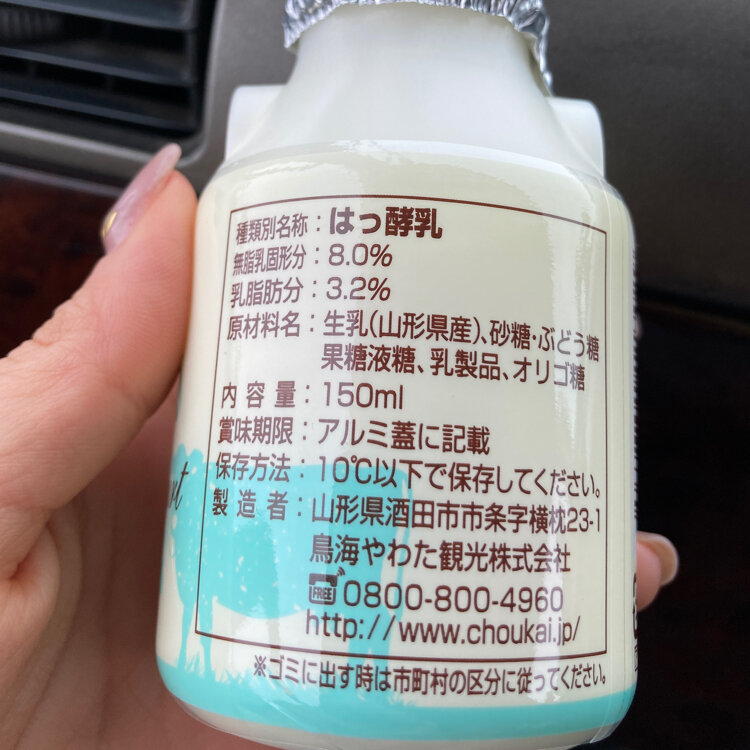 種類別名称：はっ酵乳
無脂乳固形分：8.0%
乳脂肪分：3.2%
原材料名：生乳(山形県産)、砂糖・ぶどう糖
果糖液糖、乳製品、オリゴ糖
内容量：150ml
賞味期限：アルミ蓋に記載
保存方法：10℃以下で保存してください。
製造者：山形県酒田市市条字横枕23-1
鳥海やわた観光株式会社
FREE 0800-800-4960
http://www.choukai.jp/
※ゴミに出す時は市町村の区分に従ってください。